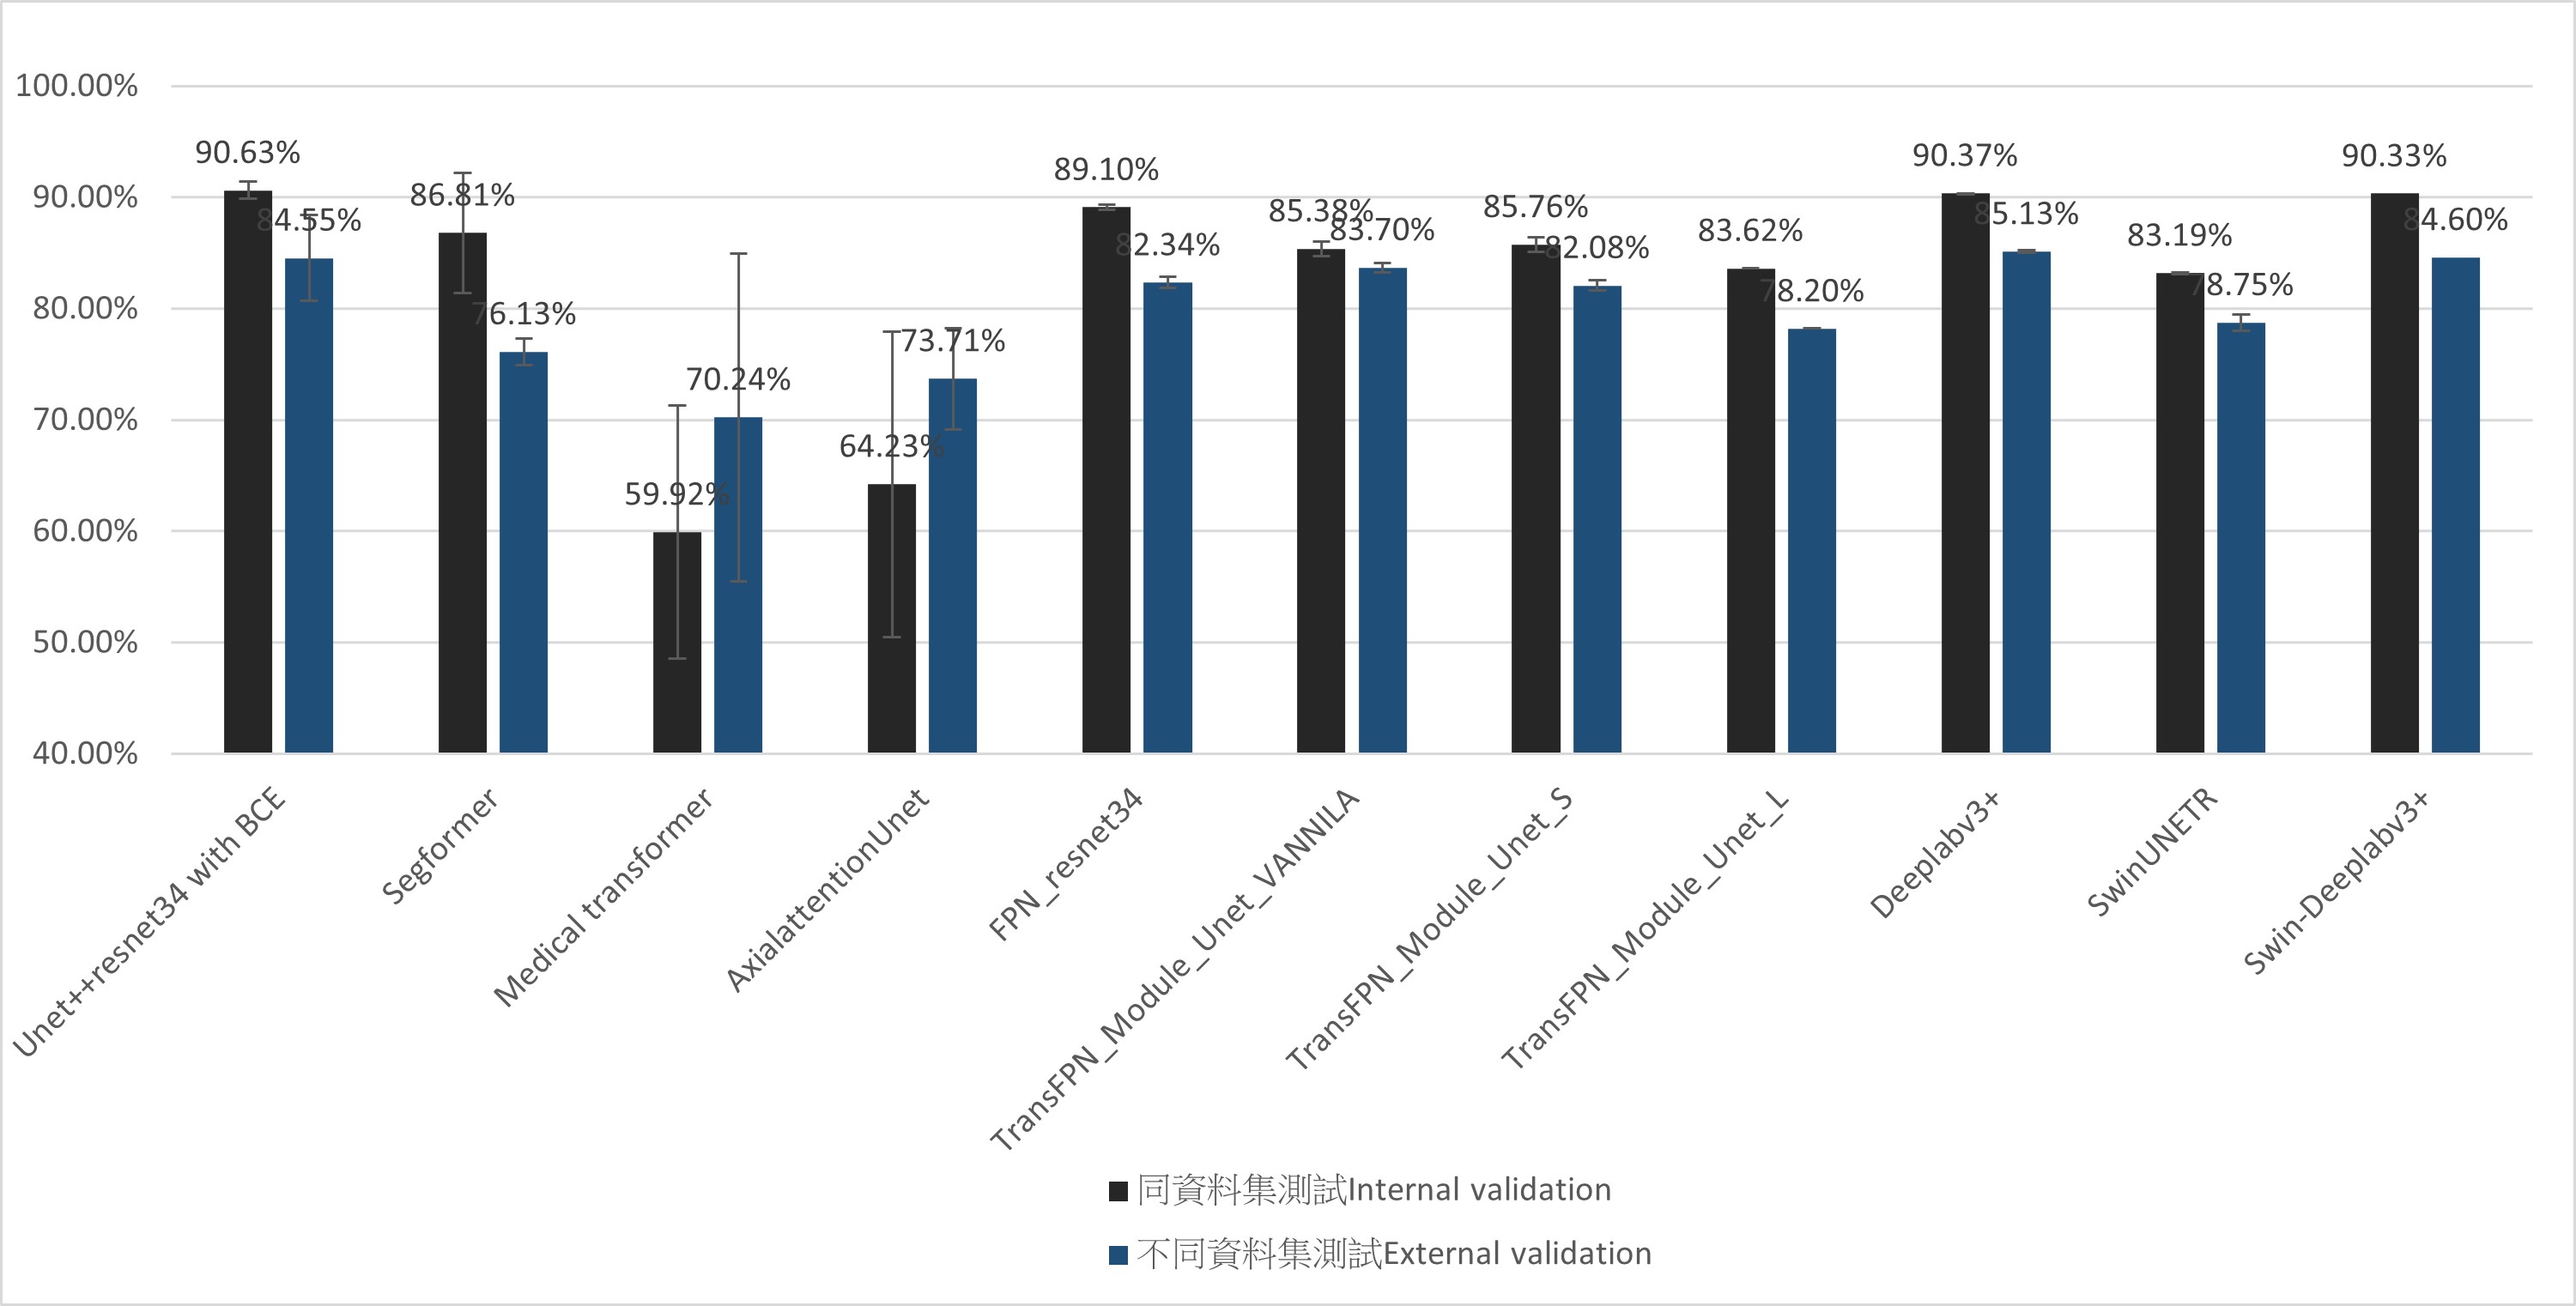 100.00%
90.00%
80.00%
70.00%
60.00%
50.00%
40.00%
90.63%
84.55%
86.81%
76.13%
59.92%
70.24%
64.23%
73.71%
89.10%
82.34%
85.38%
83.70%
85.76%
82.08%
83.62%
78.20%
90.37%
85.13%
83.19%
78.75%
90.33%
84.60%
Unet++resnet34 with BCE
Segformer
Medical transformer
AxialattentionUnet
FPN_resnet34
TransFPN_Module_Unet_VANNILA
TransFPN_Module_Unet_S
TransFPN_Module_Unet_L
Deeplabv3+
SwinUNETR
Swin-Deeplabv3+
同資料集測試Internal validation
不同資料集測試External validation